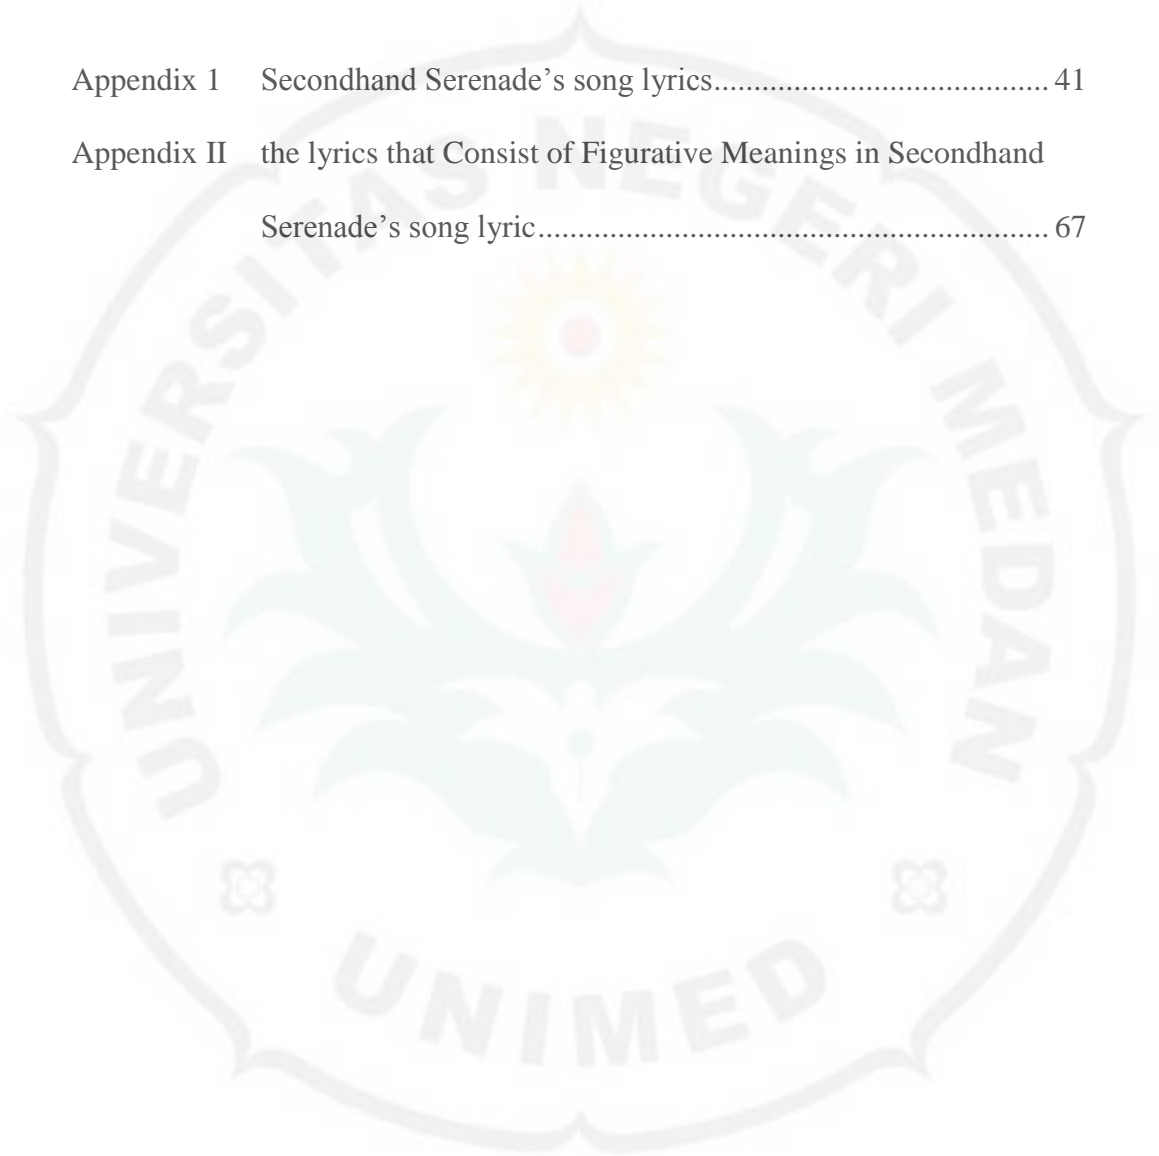 Appendix 1 Secondhand Serenade’s song lyrics....................................... 41
Appendix II the lyrics that Consist of Figurative Meanings in Secondhand
Serenade’s song lyric............................................................ 67
UNIVERSITAS NEGERI MEDAN
UNIMED